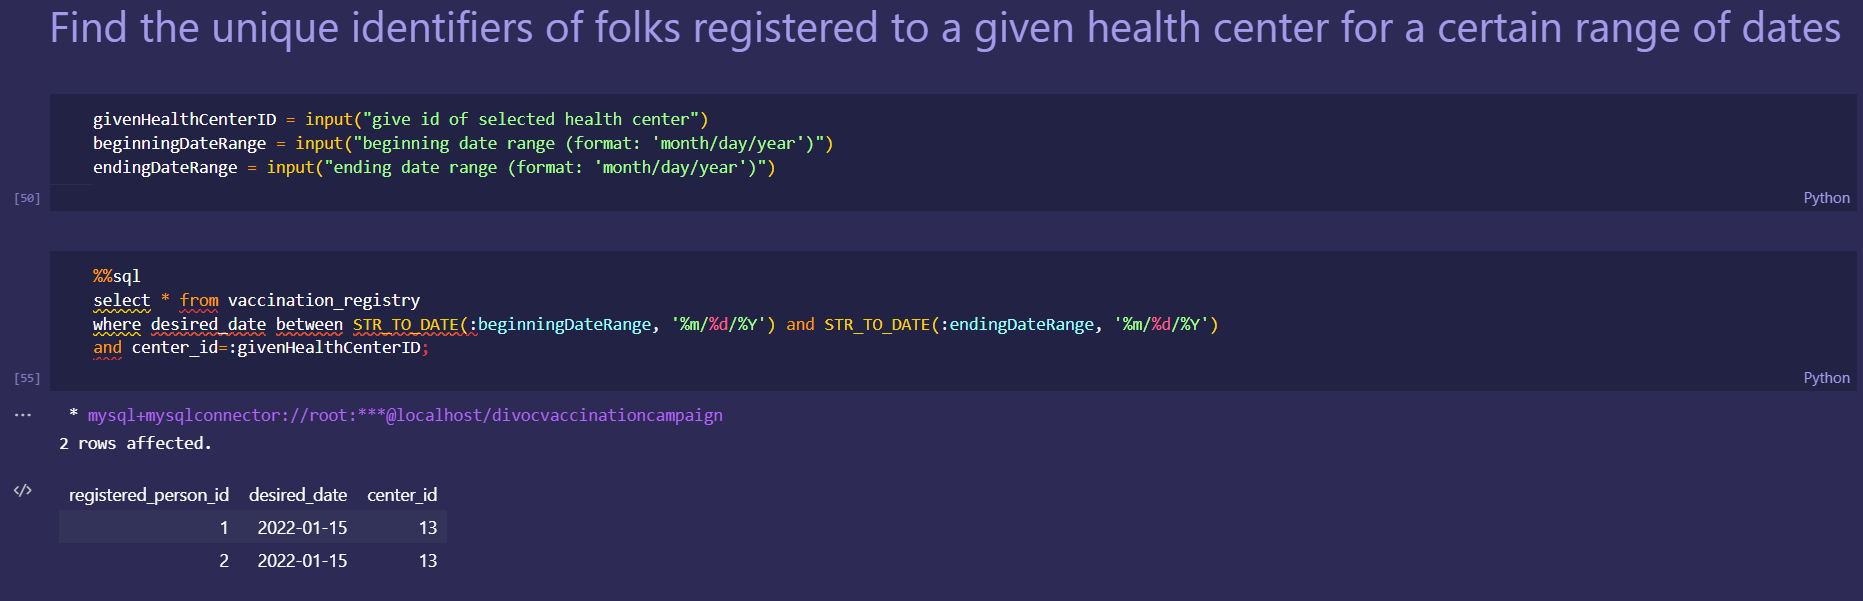 Find the unique identifiers of folks registered to a given health center for a certain range of dates
givenHealthCenterID = input("give id of selected health center")
beginningDateRange = input("beginning date range (format: 'month/day/year')")
endingDateRange = input("ending date range (format: 'month/day/year')")
[50]
Python
%%sql
select * from vaccination_registry
where desired_date between STR_TO_DATE(:beginningDateRange, '%m/%d/%Y') and STR_TO_DATE(:endingDateRange, '%m/%d/%Y')
and center_id=:givenHealthCenterID;
[55]
Python
... * mysql+mysqlconnector://root:***@localhost/divocvaccinationcampaign
2 rows affected.
</> registered_person_id desired_date center_id
1 2022-01-15 13
2 2022-01-15 13